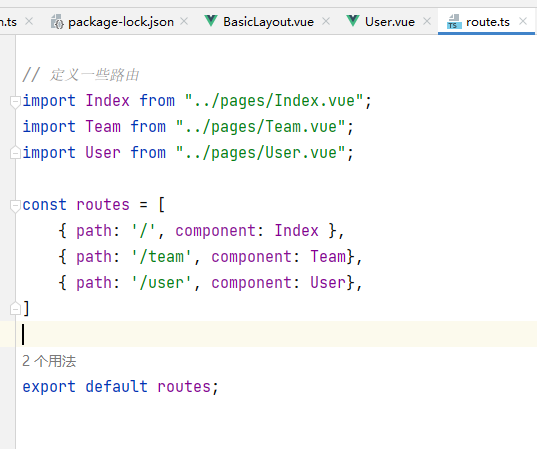 n.ts × package-lock.json × BasicLayout.vue × User.vue × route.ts ×
// 定义一些路由
import Index from "../pages/Index.vue";
import Team from "../pages/Team.vue";
import User from "../pages/User.vue";
const routes = [
{ path: '/', component: Index },
{ path: '/team', component: Team},
{ path: '/user', component: User},
]
2 个用法
export default routes;